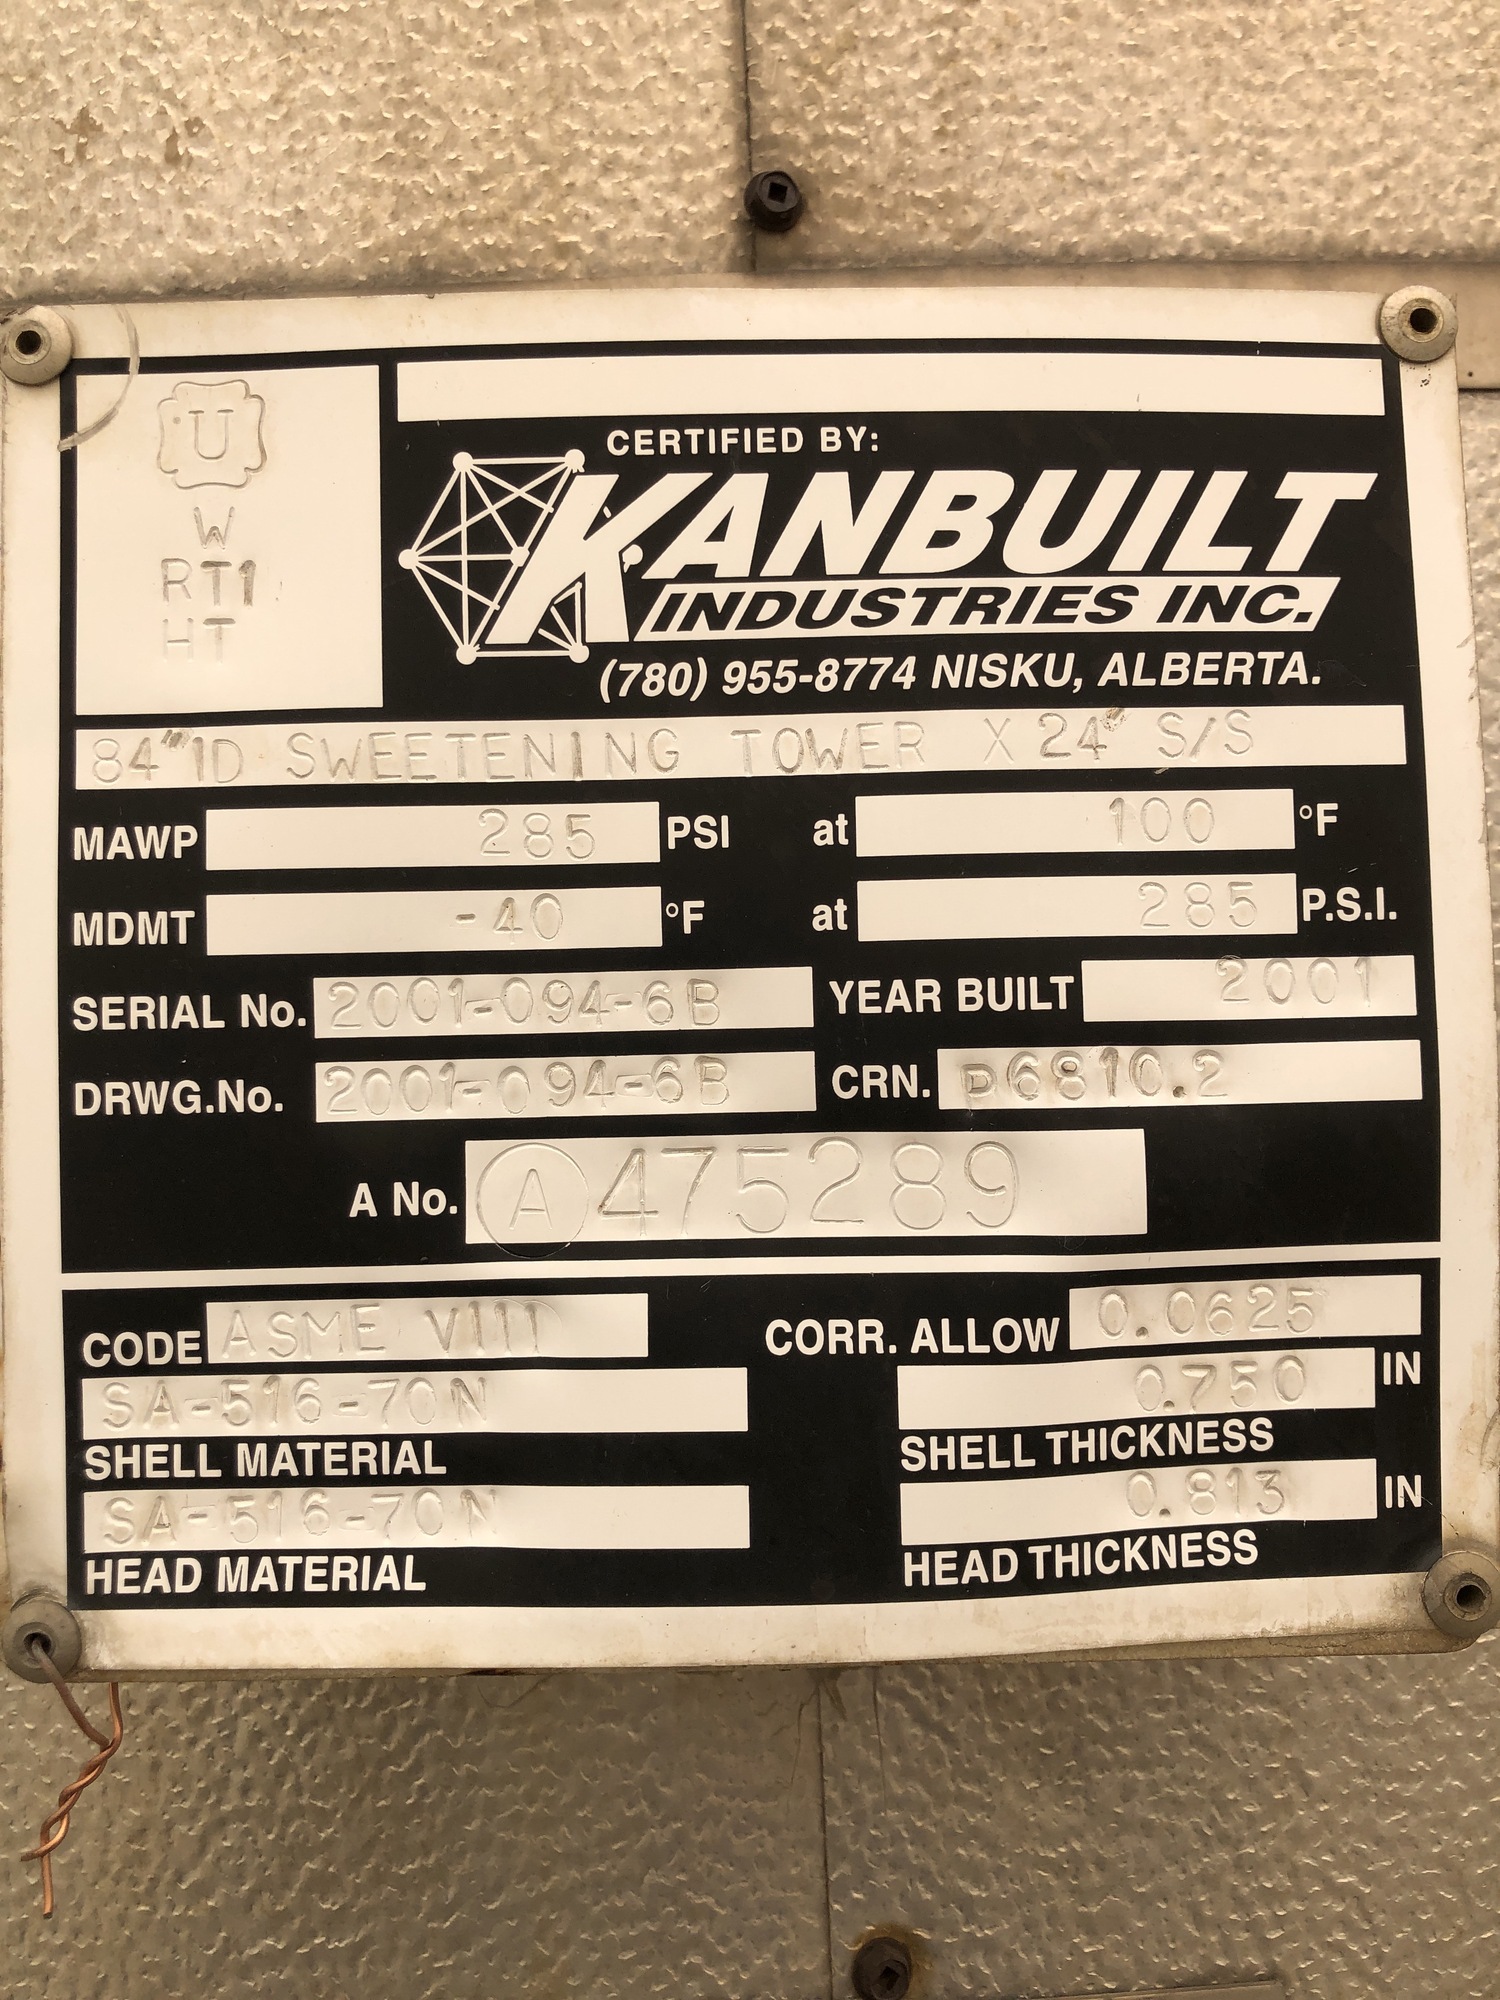 U
W
RT1
HT
CERTIFIED BY:
KANBUILT
INDUSTRIES INC.
(780) 955-8774 NISKU, ALBERTA.
84"ID SWEETENING TOWER X 24" S/S
MAWP 285 PSI at 100 °F
MDMT -40 °F at 285 P.S.I.
SERIAL No. 2001-094-6B YEAR BUILT 2001
DRWG.No. 2001-094-6B CRN. P6810.2
A No. A 475289
CODE ASME VIII CORR. ALLOW 0.0625 IN
SA-516-70N 0.750
SHELL MATERIAL SHELL THICKNESS
SA-516-70N 0.813 IN
HEAD MATERIAL HEAD THICKNESS